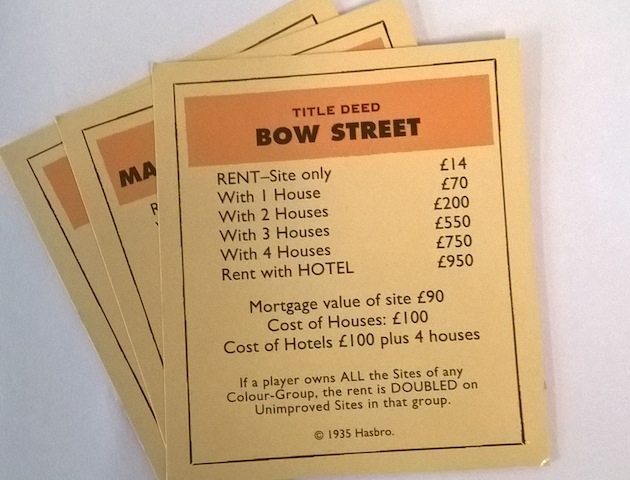 TITLE DEED
BOW STREET
RENT–Site only £14
With 1 House £70
With 2 Houses £200
With 3 Houses £550
With 4 Houses £750
Rent with HOTEL £950
Mortgage value of site £90
Cost of Houses: £100
Cost of Hotels £100 plus 4 houses
If a player owns ALL the Sites of any
Colour-Group, the rent is DOUBLED on
Unimproved Sites in that group.
© 1935 Hasbro.
MA
R